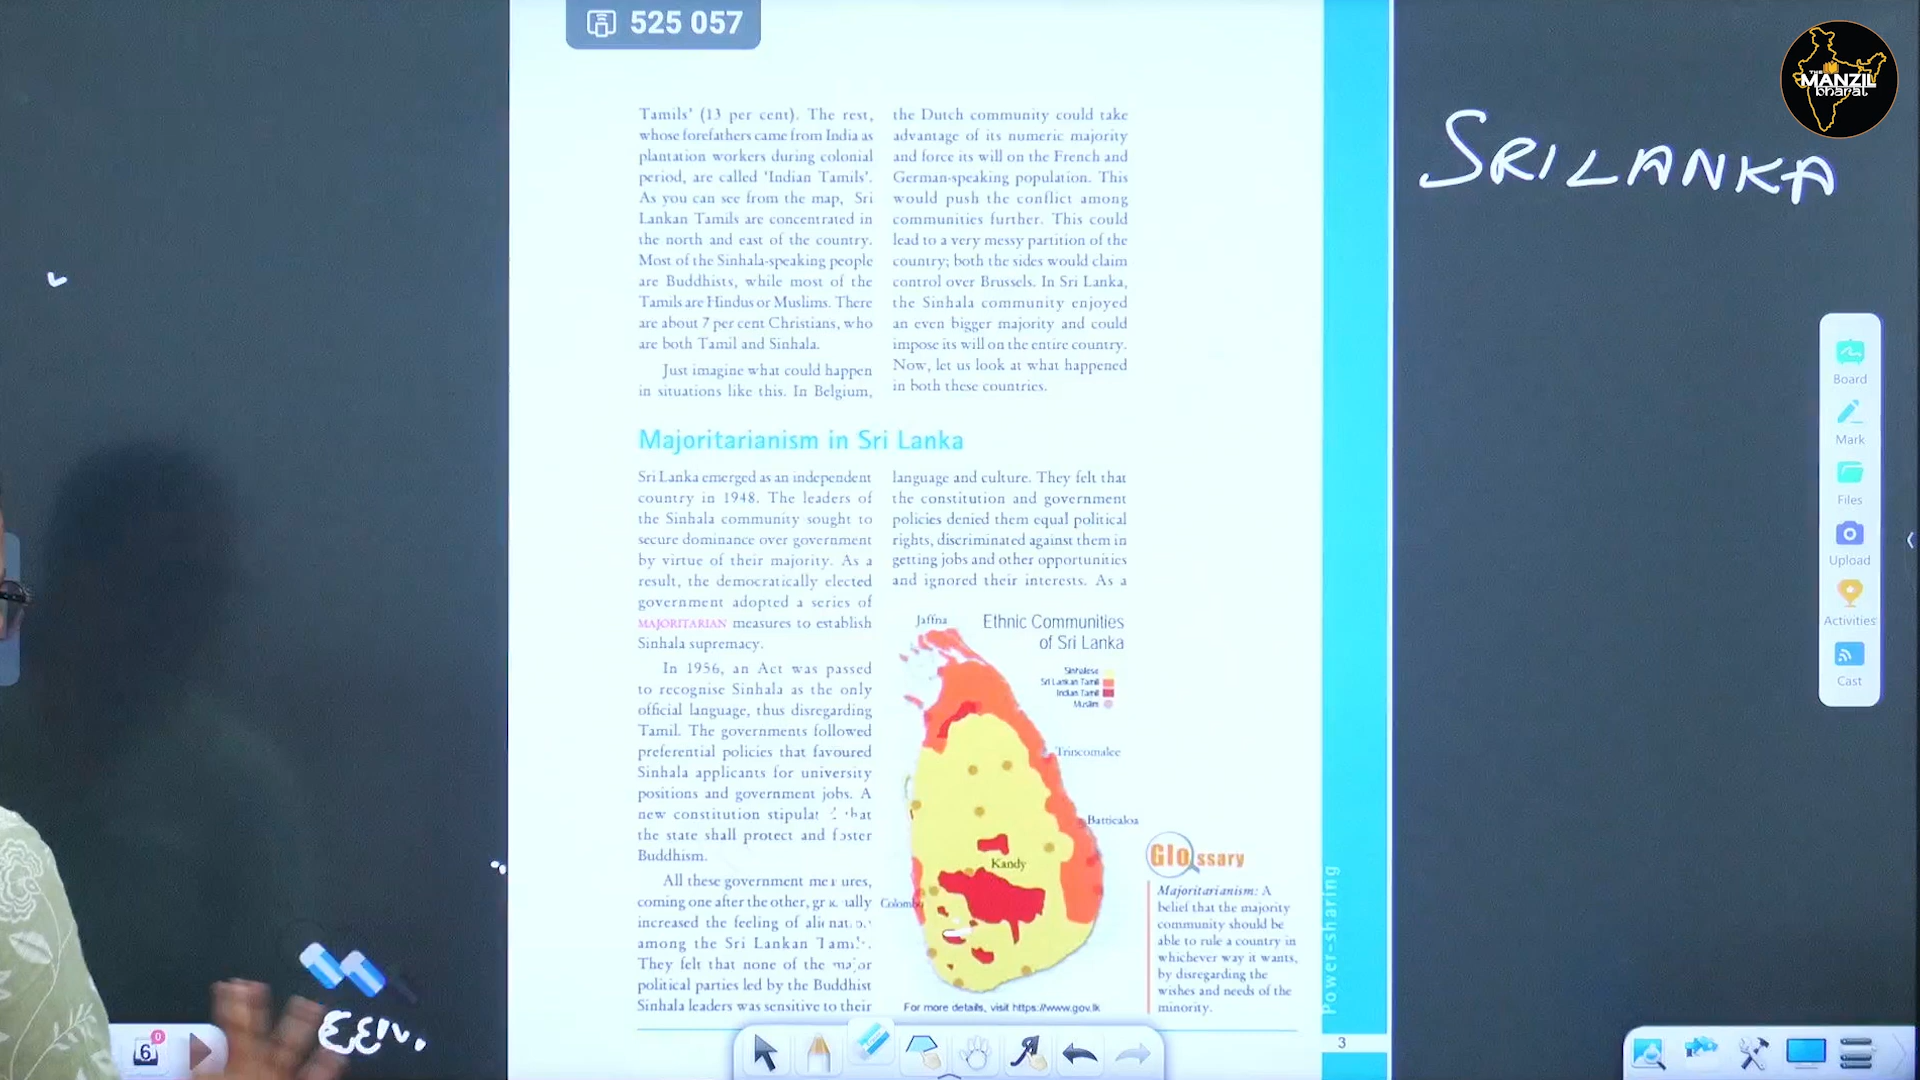 525 057
THE
MANZIL
bharat
SRILANKA
Tamils' (13 per cent). The rest,
whose forefathers came from India as
plantation workers during colonial
period, are called 'Indian Tamils'.
As you can see from the map, Sri
Lankan Tamils are concentrated in
the north and east of the country.
Most of the Sinhala-speaking people
are Buddhists, while most of the
Tamils are Hindus or Muslims. There
are about 7 per cent Christians, who
are both Tamil and Sinhala.
Just imagine what could happen
in situations like this. In Belgium,
the Dutch community could take
advantage of its numeric majority
and force its will on the French and
German-speaking population. This
would push the conflict among
communities further. This could
lead to a very messy partition of the
country; both the sides would claim
control over Brussels. In Sri Lanka,
the Sinhala community enjoyed
an even bigger majority and could
impose its will on the entire country.
Now, let us look at what happened
in both these countries.
Majoritarianism in Sri Lanka
Sri Lanka emerged as an independent
country in 1948. The leaders of
the Sinhala community sought to
secure dominance over government
by virtue of their majority. As a
result, the democratically elected
government adopted a series of
MAJORITARIAN measures to establish
Sinhala supremacy.
In 1956, an Act was passed
to recognise Sinhala as the only
official language, thus disregarding
Tamil. The governments followed
preferential policies that favoured
Sinhala applicants for university
positions and government jobs. A
new constitution that
the state shall protect and foster
Buddhism.
All these government
coming one after the other,
increased the feeling of
among the Sri Lankan
They felt that none of the major
political parties led by the Buddhist
Sinhala leaders was sensitive to their
language and culture. They felt that
the constitution and government
policies denied them equal political
rights, discriminated against them in
getting jobs and other opportunities
and ignored their interests. As a
Ethnic Communities
of Sri Lanka
Sinhalese
Sri Lankan Tamil
Indian Tamil
Muslim
Jaffna
Trincomalee
Batticaloa
Kandy
Colombo
For more details, visit https://www.gov.lk
Glossary
Majoritarianism: A
belief that the majority
community should be
able to rule a country in
whichever way it wants,
by disregarding the
wishes and needs of the
minority.
Power-sharing
3
Board
Mark
Files
Upload
Activities
Cast
6
0